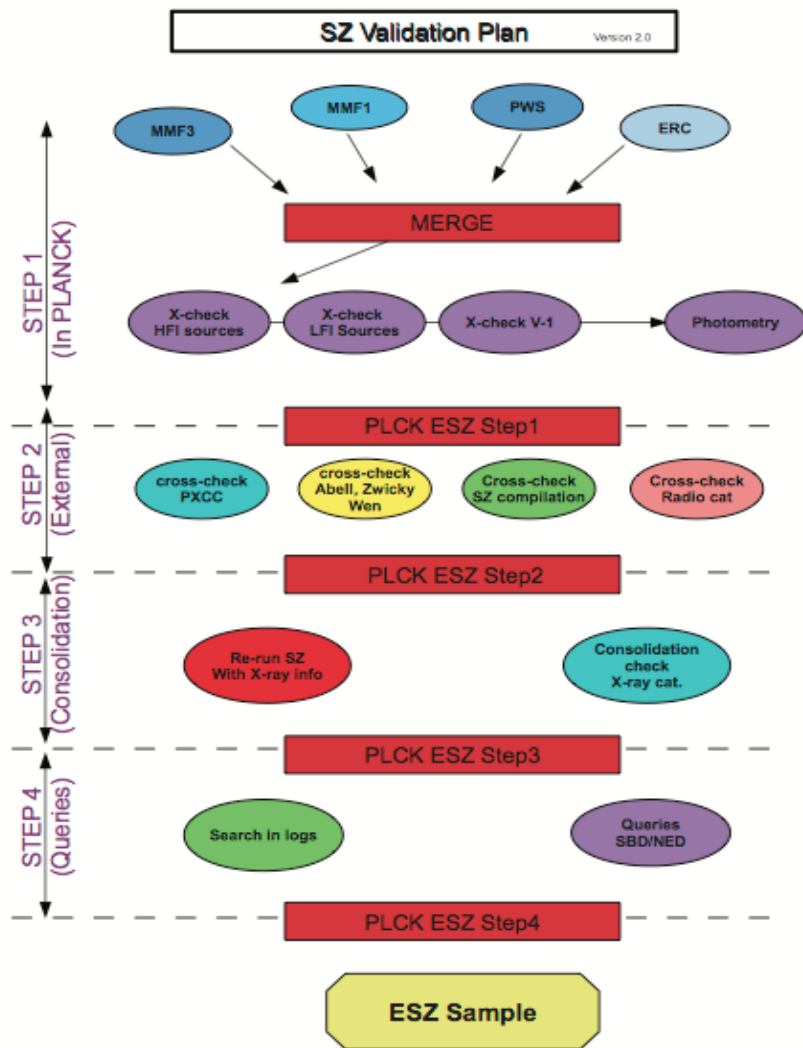 SZ Validation Plan
Version 2.0
MMF3
MMF1
PWS
ERC
MERGE
STEP 1
(In PLANCK)
X-check
HFI sources
X-check
LFI Sources
X-check V-1
Photometry
PLCK ESZ Step1
STEP 2
(External)
cross-check
PXCC
cross-check
Abell, Zwicky
Wen
Cross-check
SZ compilation
Cross-check
Radio cat
PLCK ESZ Step2
STEP 3
(Consolidation)
Re-run SZ
With X-ray info
Consolidation
check
X-ray cat.
PLCK ESZ Step3
STEP 4
(Queries)
Search in logs
Queries
SBD/NED
PLCK ESZ Step4
ESZ Sample